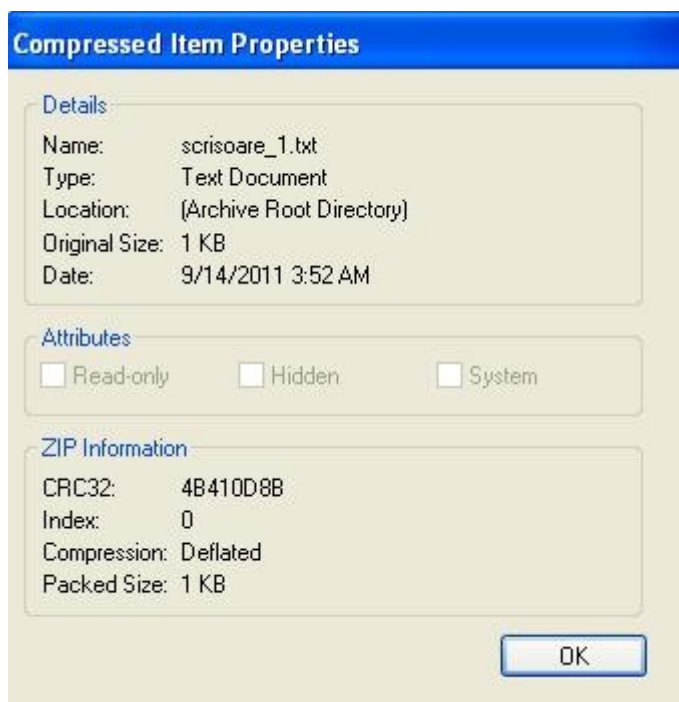 Compressed Item Properties
Details
Name: scrisoare_1.txt
Type: Text Document
Location: (Archive Root Directory)
Original Size: 1 KB
Date: 9/14/2011 3:52 AM
Attributes
Read-only Hidden System
ZIP Information
CRC32: 4B410D8B
Index: 0
Compression: Deflated
Packed Size: 1 KB
OK